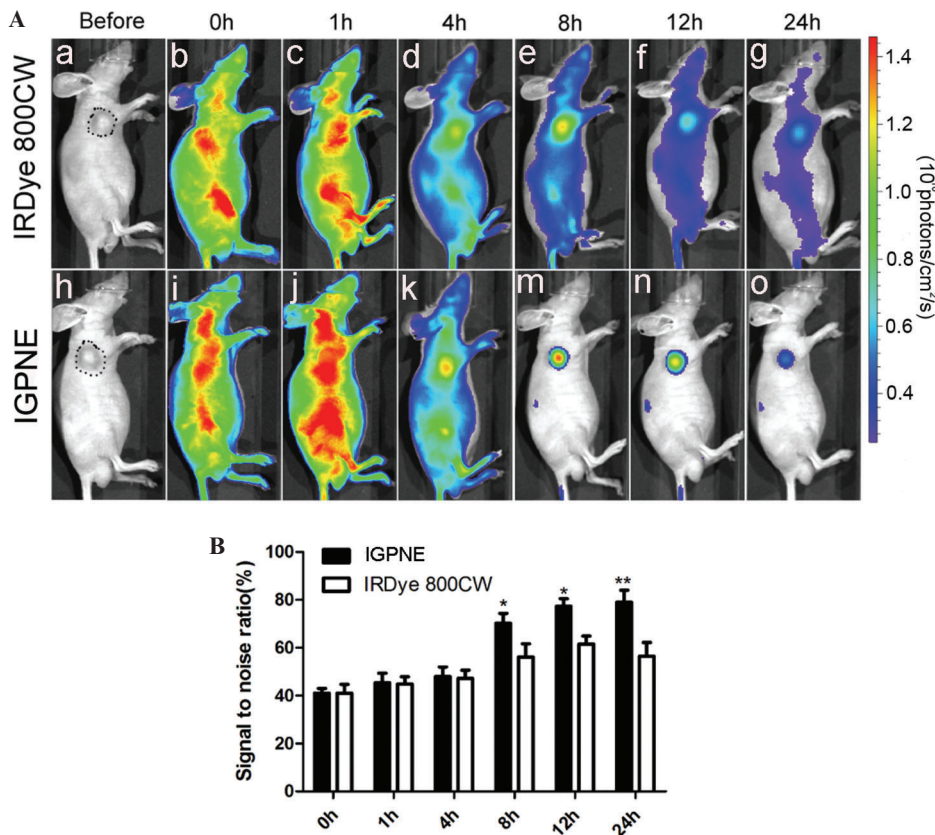 A
Before 0h 1h 4h 8h 12h 24h
IRDye 800CW
a b c d e f g
IGPNE
h i j k m n o
1.4
1.2
1.0
0.8
0.6
0.4
photons/cm²/s)
B
Signal to noise ratio(%)
100
80
60
40
20
0
IGPNE
IRDye 800CW
* * **
0h 1h 4h 8h 12h 24h